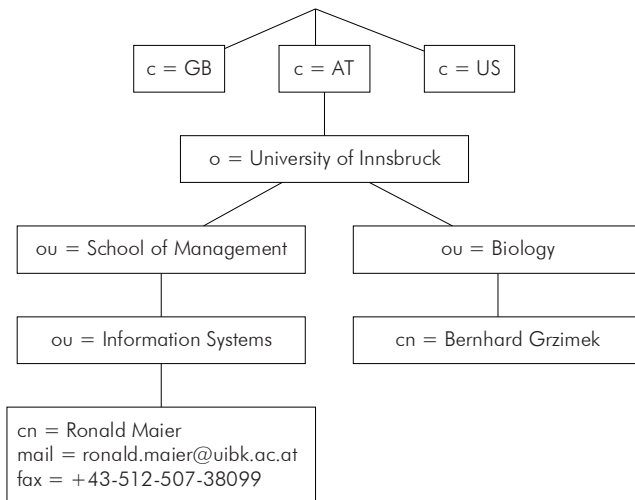 c = GB
c = AT
c = US
o = University of Innsbruck
ou = School of Management
ou = Biology
ou = Information Systems
cn = Bernhard Grzimek
cn = Ronald Maier
mail = ronald.maier@uibk.ac.at
fax = +43-512-507-38099